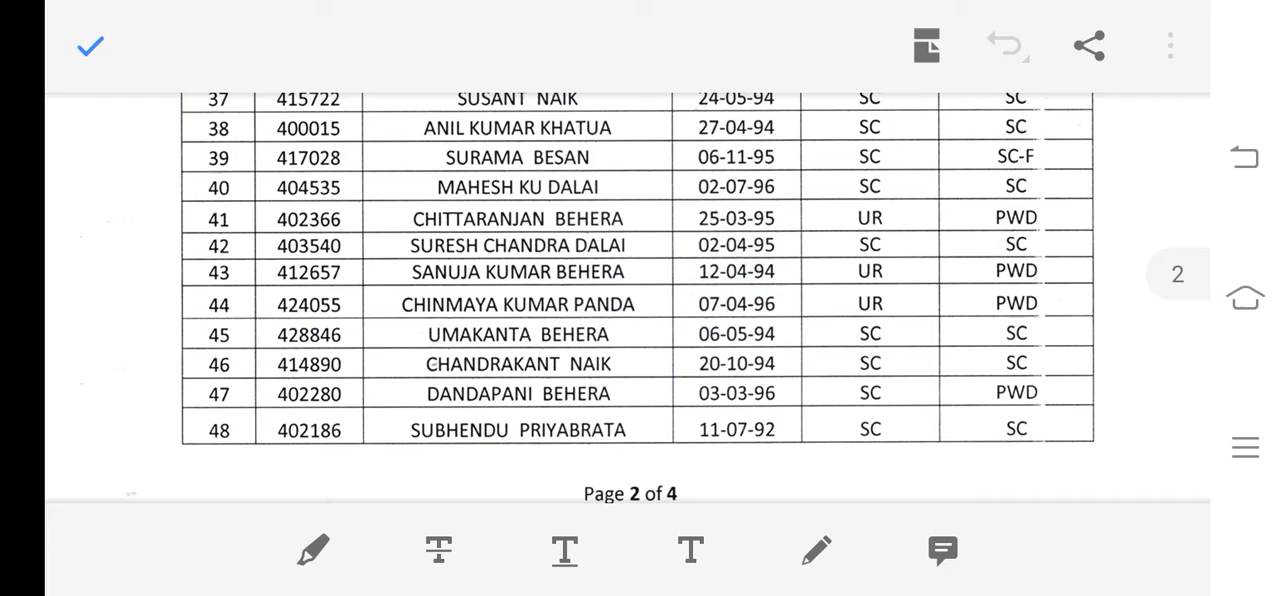 37 415722 SUSANT NAIK 24-05-94 SC SC
38 400015 ANIL KUMAR KHATUA 27-04-94 SC SC
39 417028 SURAMA BESAN 06-11-95 SC SC-F
40 404535 MAHESH KU DALAI 02-07-96 SC SC
41 402366 CHITTARANJAN BEHERA 25-03-95 UR PWD
42 403540 SURESH CHANDRA DALAI 02-04-95 SC SC
43 412657 SANUJA KUMAR BEHERA 12-04-94 UR PWD
44 424055 CHINMAYA KUMAR PANDA 07-04-96 UR PWD
45 428846 UMAKANTA BEHERA 06-05-94 SC SC
46 414890 CHANDRAKANT NAIK 20-10-94 SC SC
47 402280 DANDAPANI BEHERA 03-03-96 SC PWD
48 402186 SUBHENDU PRIYABRATA 11-07-92 SC SC
2
Page 2 of 4
T T T